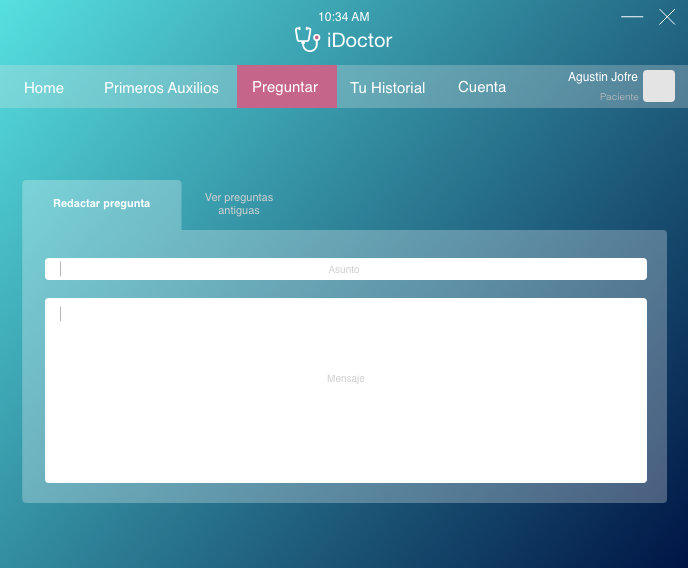 10:34 AM
iDoctor
Home
Primeros Auxilios
Preguntar
Tu Historial
Cuenta
Agustin Jofre
Paciente
Redactar pregunta
Ver preguntas
antiguas
Asunto
Mensaje